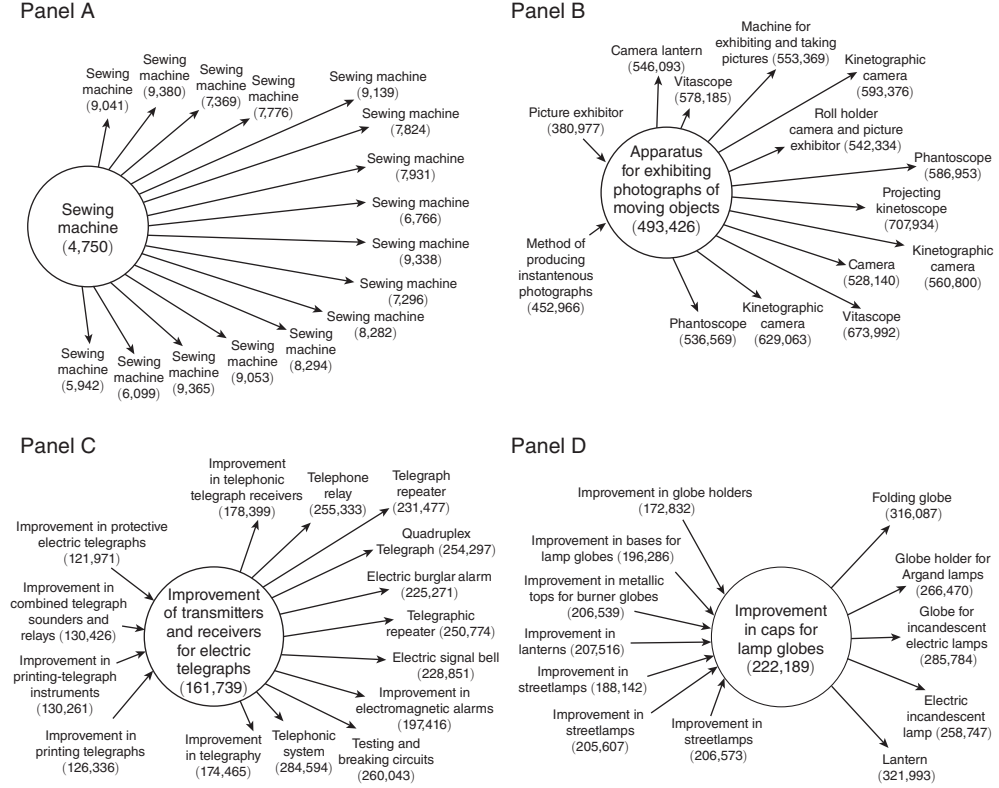 Panel A
Sewing
machine
(9,041)
Sewing
machine
(9,380)
Sewing
machine
(7,369)
Sewing
machine
(7,776)
Sewing machine
(9,139)
Sewing machine
(7,824)
Sewing machine
(7,931)
Sewing machine
(6,766)
Sewing machine
(9,338)
Sewing machine
(7,296)
Sewing machine
(8,282)
Sewing
machine
(8,294)
Sewing
machine
(9,053)
Sewing
machine
(9,365)
Sewing
machine
(6,099)
Sewing
machine
(5,942)
Sewing
machine
(4,750)
Panel B
Camera lantern
(546,093)
Vitascope
(578,185)
Machine for
exhibiting and taking
pictures (553,369)
Kinetographic
camera
(593,376)
Roll holder
camera and picture
exhibitor (542,334)
Phantoscope
(586,953)
Projecting
kinetoscope
(707,934)
Kinetographic
camera
(560,800)
Camera
(528,140)
Vitascope
(673,992)
Kinetographic
camera
(629,063)
Phantoscope
(536,569)
Picture exhibitor
(380,977)
Method of
producing
instantenous
photographs
(452,966)
Apparatus
for exhibiting
photographs of
moving objects
(493,426)
Panel C
Improvement
in telephonic
telegraph receivers
(178,399)
Telephone
relay
(255,333)
Telegraph
repeater
(231,477)
Quadruplex
Telegraph (254,297)
Electric burglar alarm
(225,271)
Telegraphic
repeater (250,774)
Electric signal bell
(228,851)
Improvement in
electromagnetic alarms
(197,416)
Testing and
breaking circuits
(260,043)
Telephonic
system
(284,594)
Improvement
in telegraphy
(174,465)
Improvement in protective
electric telegraphs
(121,971)
Improvement in
combined telegraph
sounders and
relays (130,426)
Improvement in
printing-telegraph
instruments
(130,261)
Improvement in
printing telegraphs
(126,336)
Improvement
of transmitters
and receivers
for electric
telegraphs
(161,739)
Panel D
Improvement in globe holders
(172,832)
Improvement in bases for
lamp globes (196,286)
Improvement in metallic
tops for burner globes
(206,539)
Improvement in
lanterns (207,516)
Improvement in
streetlamps (188,142)
Improvement in
streetlamps
(205,607)
Improvement in
streetlamps
(206,573)
Improvement
in caps for
lamp globes
(222,189)
Folding globe
(316,087)
Globe holder for
Argand lamps
(266,470)
Globe for
incandescent
electric lamps
(285,784)
Electric
incandescent
lamp (258,747)
Lantern
(321,993)